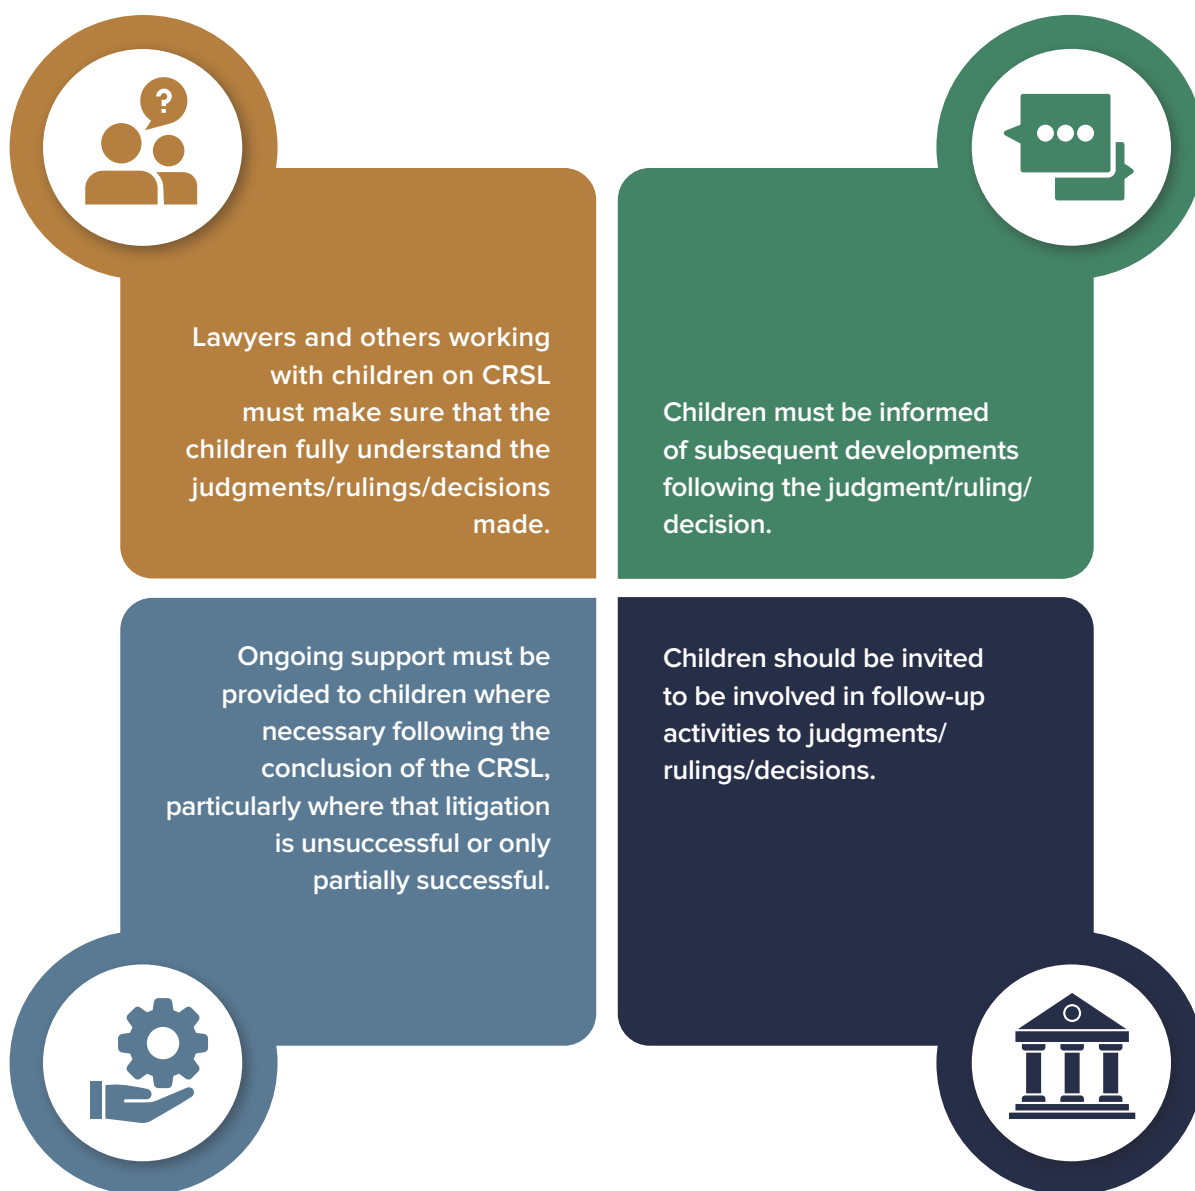 ?
Lawyers and others working
with children on CRSL
must make sure that the
children fully understand the
judgments/rulings/decisions
made.
Children must be informed
of subsequent developments
following the judgment/ruling/
decision.
Ongoing support must be
provided to children where
necessary following the
conclusion of the CRSL,
particularly where that litigation
is unsuccessful or only
partially successful.
Children should be invited
to be involved in follow-up
activities to judgments/
rulings/decisions.